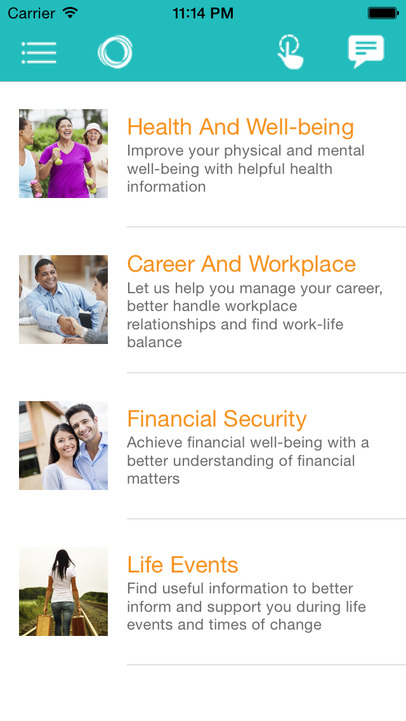 Carrier 11:14 PM
Health And Well-being
Improve your physical and mental
well-being with helpful health
information
Career And Workplace
Let us help you manage your career,
better handle workplace
relationships and find work-life
balance
Financial Security
Achieve financial well-being with a
better understanding of financial
matters
Life Events
Find useful information to better
inform and support you during life
events and times of change